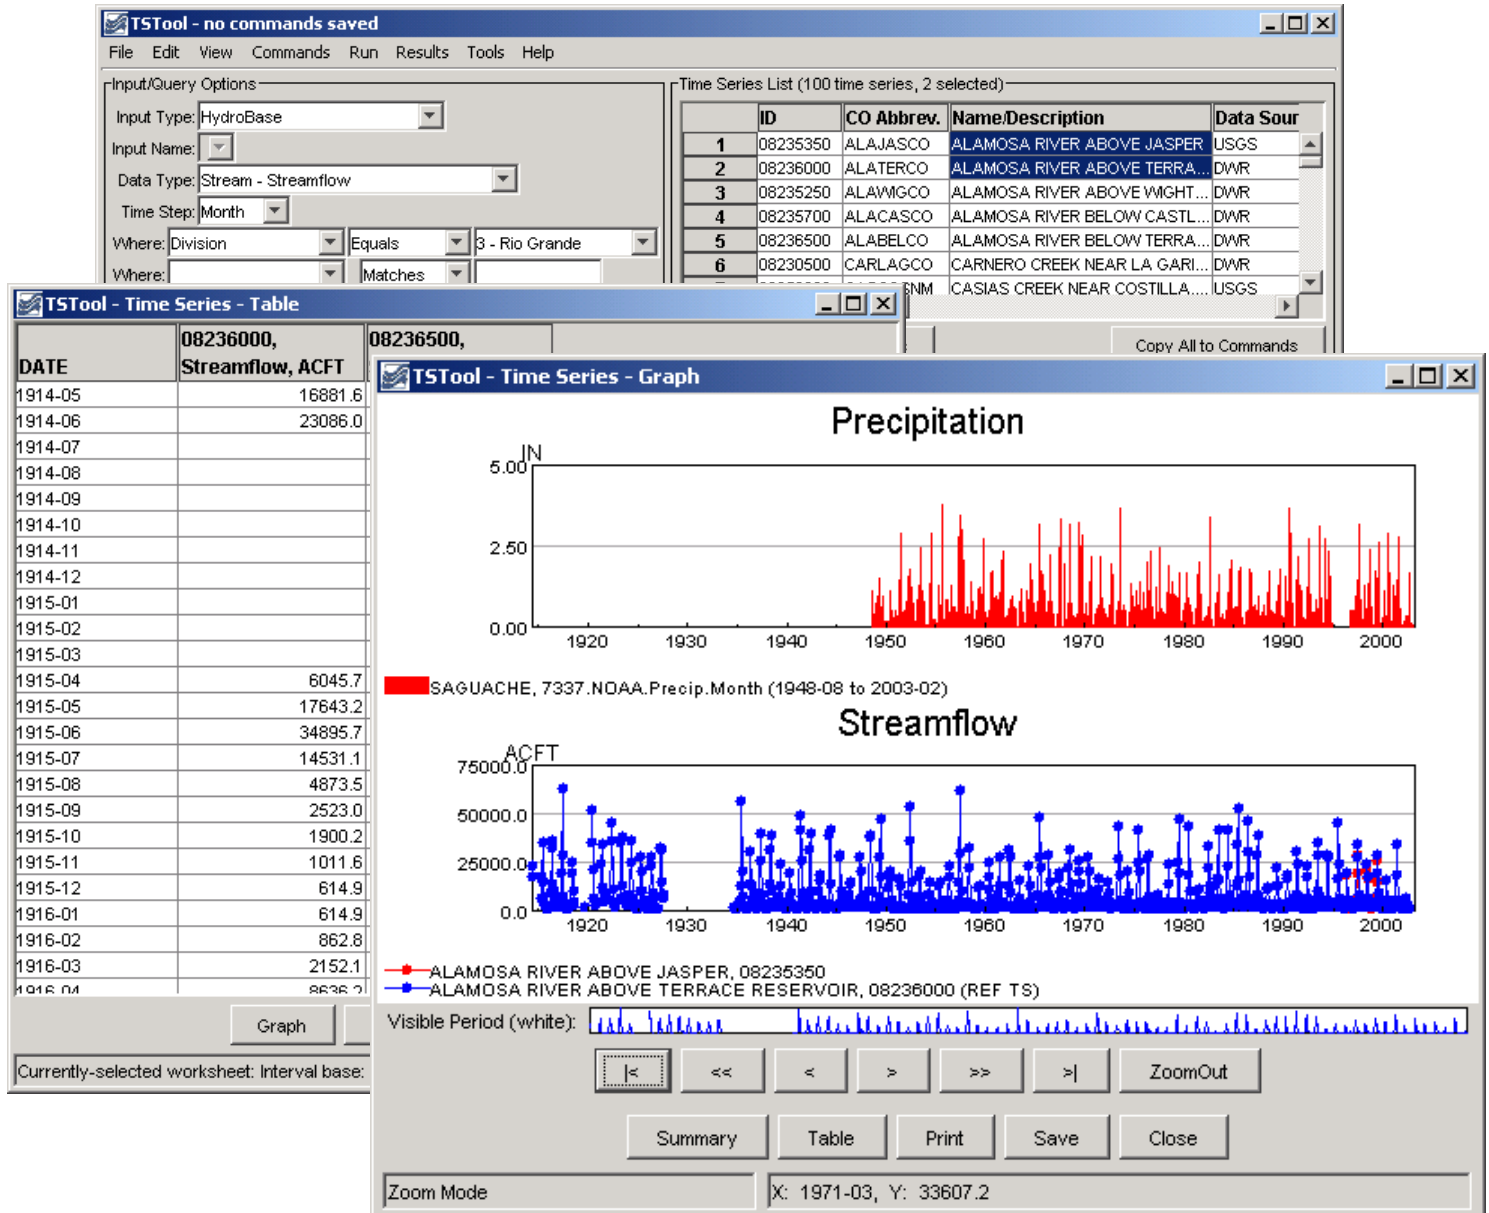 TSTool - no commands saved
File Edit View Commands Run Results Tools Help
Input/Query Options
Input Type: HydroBase
Input Name:
Data Type: Stream - Streamflow
Time Step: Month
Where: Division Equals 3 - Rio Grande
Where: Matches
Time Series List (100 time series, 2 selected)
ID CO Abbrev. Name/Description Data Sour
1 08235350 ALAJASCO ALAMOSA RIVER ABOVE JASPER USGS
2 08236000 ALATERCO ALAMOSA RIVER ABOVE TERRA... DWR
3 08235250 ALAWIGCO ALAMOSA RIVER ABOVE WIGHT... DWR
4 08235700 ALACASCO ALAMOSA RIVER BELOW CASTL... DWR
5 08236500 ALABELCO ALAMOSA RIVER BELOW TERRA... DWR
6 08230500 CARLAGCO CARNERO CREEK NEAR LA GARI... DWR
CASIAS CREEK NEAR COSTILLA.... USGS
Copy All to Commands
TSTool - Time Series - Table
DATE 08236000, Streamflow, ACFT 08236500,
1914-05 16881.6
1914-06 23086.0
1914-07
1914-08
1914-09
1914-10
1914-11
1914-12
1915-01
1915-02
1915-03
1915-04 6045.7
1915-05 17643.2
1915-06 34895.7
1915-07 14531.1
1915-08 4873.5
1915-09 2523.0
1915-10 1900.2
1915-11 1011.6
1915-12 614.9
1916-01 614.9
1916-02 862.8
1916-03 2152.1
1916-04 8636.2
Graph
Currently-selected worksheet: Interval base:
TSTool - Time Series - Graph
Precipitation
IN
5.00
2.50
0.00
1920 1930 1940 1950 1960 1970 1980 1990 2000
SAGUACHE, 7337.NOAA.Precip.Month (1948-08 to 2003-02)
Streamflow
ACFT
75000.0
50000.0
25000.0
0.0
1920 1930 1940 1950 1960 1970 1980 1990 2000
ALAMOSA RIVER ABOVE JASPER, 08235350
ALAMOSA RIVER ABOVE TERRACE RESERVOIR, 08236000 (REF TS)
Visible Period (white):
|< << < > >> >| ZoomOut
Summary Table Print Save Close
Zoom Mode X: 1971-03, Y: 33607.2